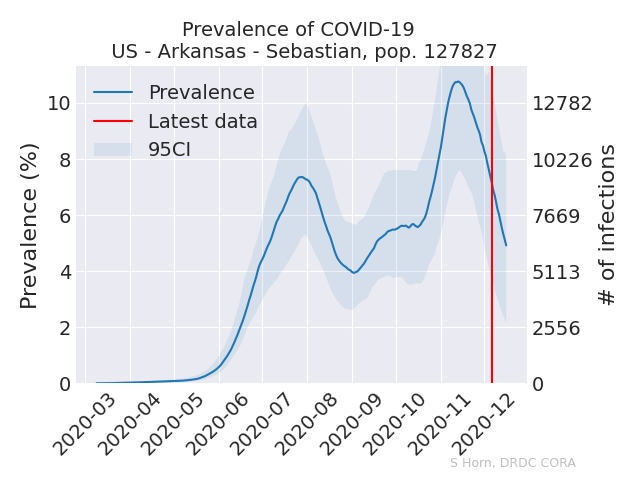 Prevalence of COVID-19
US - Arkansas - Sebastian, pop. 127827
Prevalence
Latest data
95CI
Prevalence (%)
10
8
6
4
2
0
12782
10226
7669
5113
2556
0
# of infections
2020-03
2020-04
2020-05
2020-06
2020-07
2020-08
2020-09
2020-10
2020-11
2020-12
S Horn, DRDC CORA